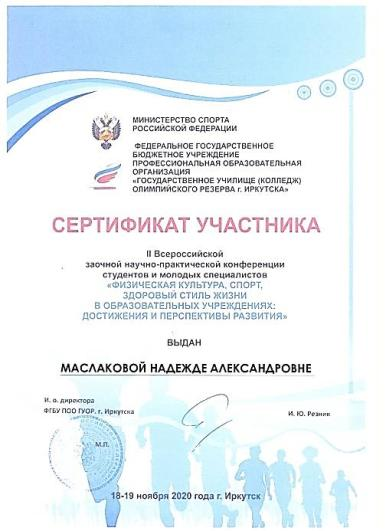 МИНИСТЕРСТВО СПОРТА
РОССИЙСКОЙ ФЕДЕРАЦИИ
ФЕДЕРАЛЬНОЕ ГОСУДАРСТВЕННОЕ
БЮДЖЕТНОЕ УЧРЕЖДЕНИЕ
ПРОФЕССИОНАЛЬНАЯ ОБРАЗОВАТЕЛЬНАЯ
ОРГАНИЗАЦИЯ
«ГОСУДАРСТВЕННОЕ УЧИЛИЩЕ (КОЛЛЕДЖ)
ОЛИМПИЙСКОГО РЕЗЕРВА г. ИРКУТСКА»
СЕРТИФИКАТ УЧАСТНИКА
II Всероссийской
заочной научно-практической конференции
студентов и молодых специалистов
«ФИЗИЧЕСКАЯ КУЛЬТУРА, СПОРТ,
ЗДОРОВЫЙ СТИЛЬ ЖИЗНИ
В ОБРАЗОВАТЕЛЬНЫХ УЧРЕЖДЕНИЯХ:
ДОСТИЖЕНИЯ И ПЕРСПЕКТИВЫ РАЗВИТИЯ»
ВЫДАН
МАСЛАКОВОЙ НАДЕЖДЕ АЛЕКСАНДРОВНЕ
И. о. директора
ФГБУ ПОО ГУОР, г. Иркутска
И. Ю. Резник
М.П.
18-19 ноября 2020 года г. Иркутск